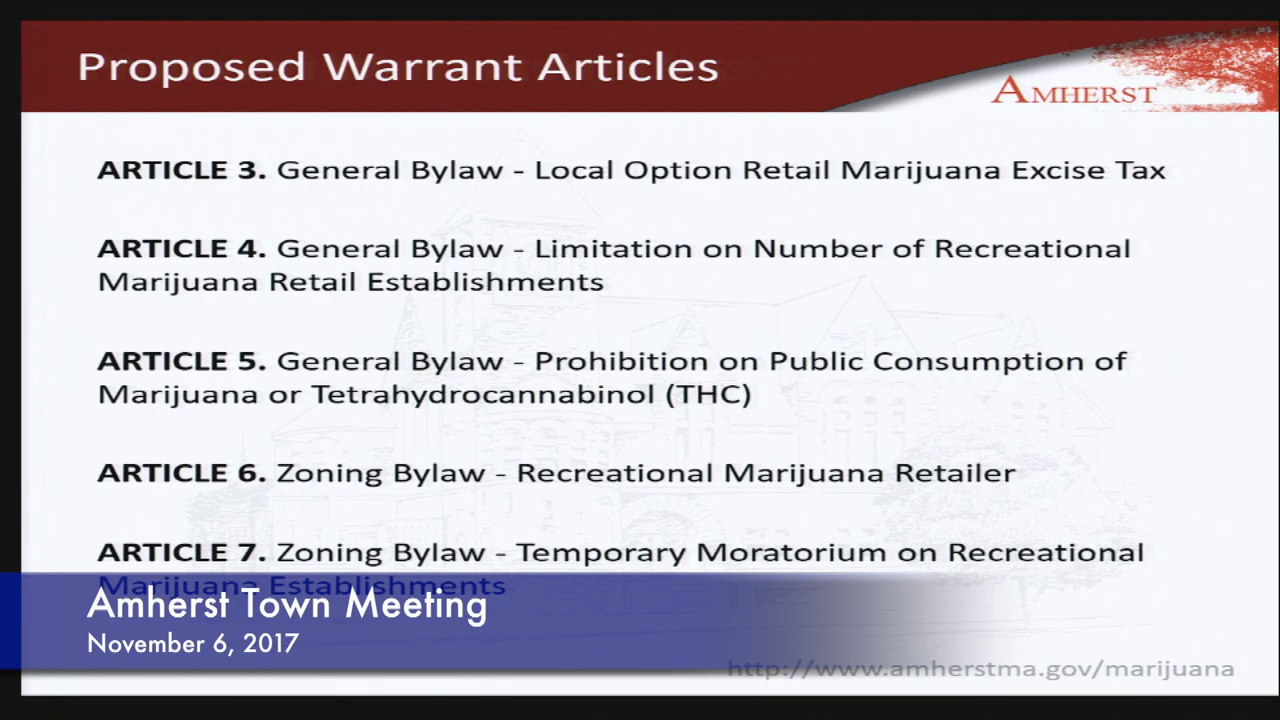 Proposed Warrant Articles
AMHERST
ARTICLE 3. General Bylaw - Local Option Retail Marijuana Excise Tax
ARTICLE 4. General Bylaw - Limitation on Number of Recreational
Marijuana Retail Establishments
ARTICLE 5. General Bylaw - Prohibition on Public Consumption of
Marijuana or Tetrahydrocannabinol (THC)
ARTICLE 6. Zoning Bylaw - Recreational Marijuana Retailer
ARTICLE 7. Zoning Bylaw - Temporary Moratorium on Recreational
Marijuana Establishments
Amherst Town Meeting
November 6, 2017
http://www.amherstma.gov/marijuana